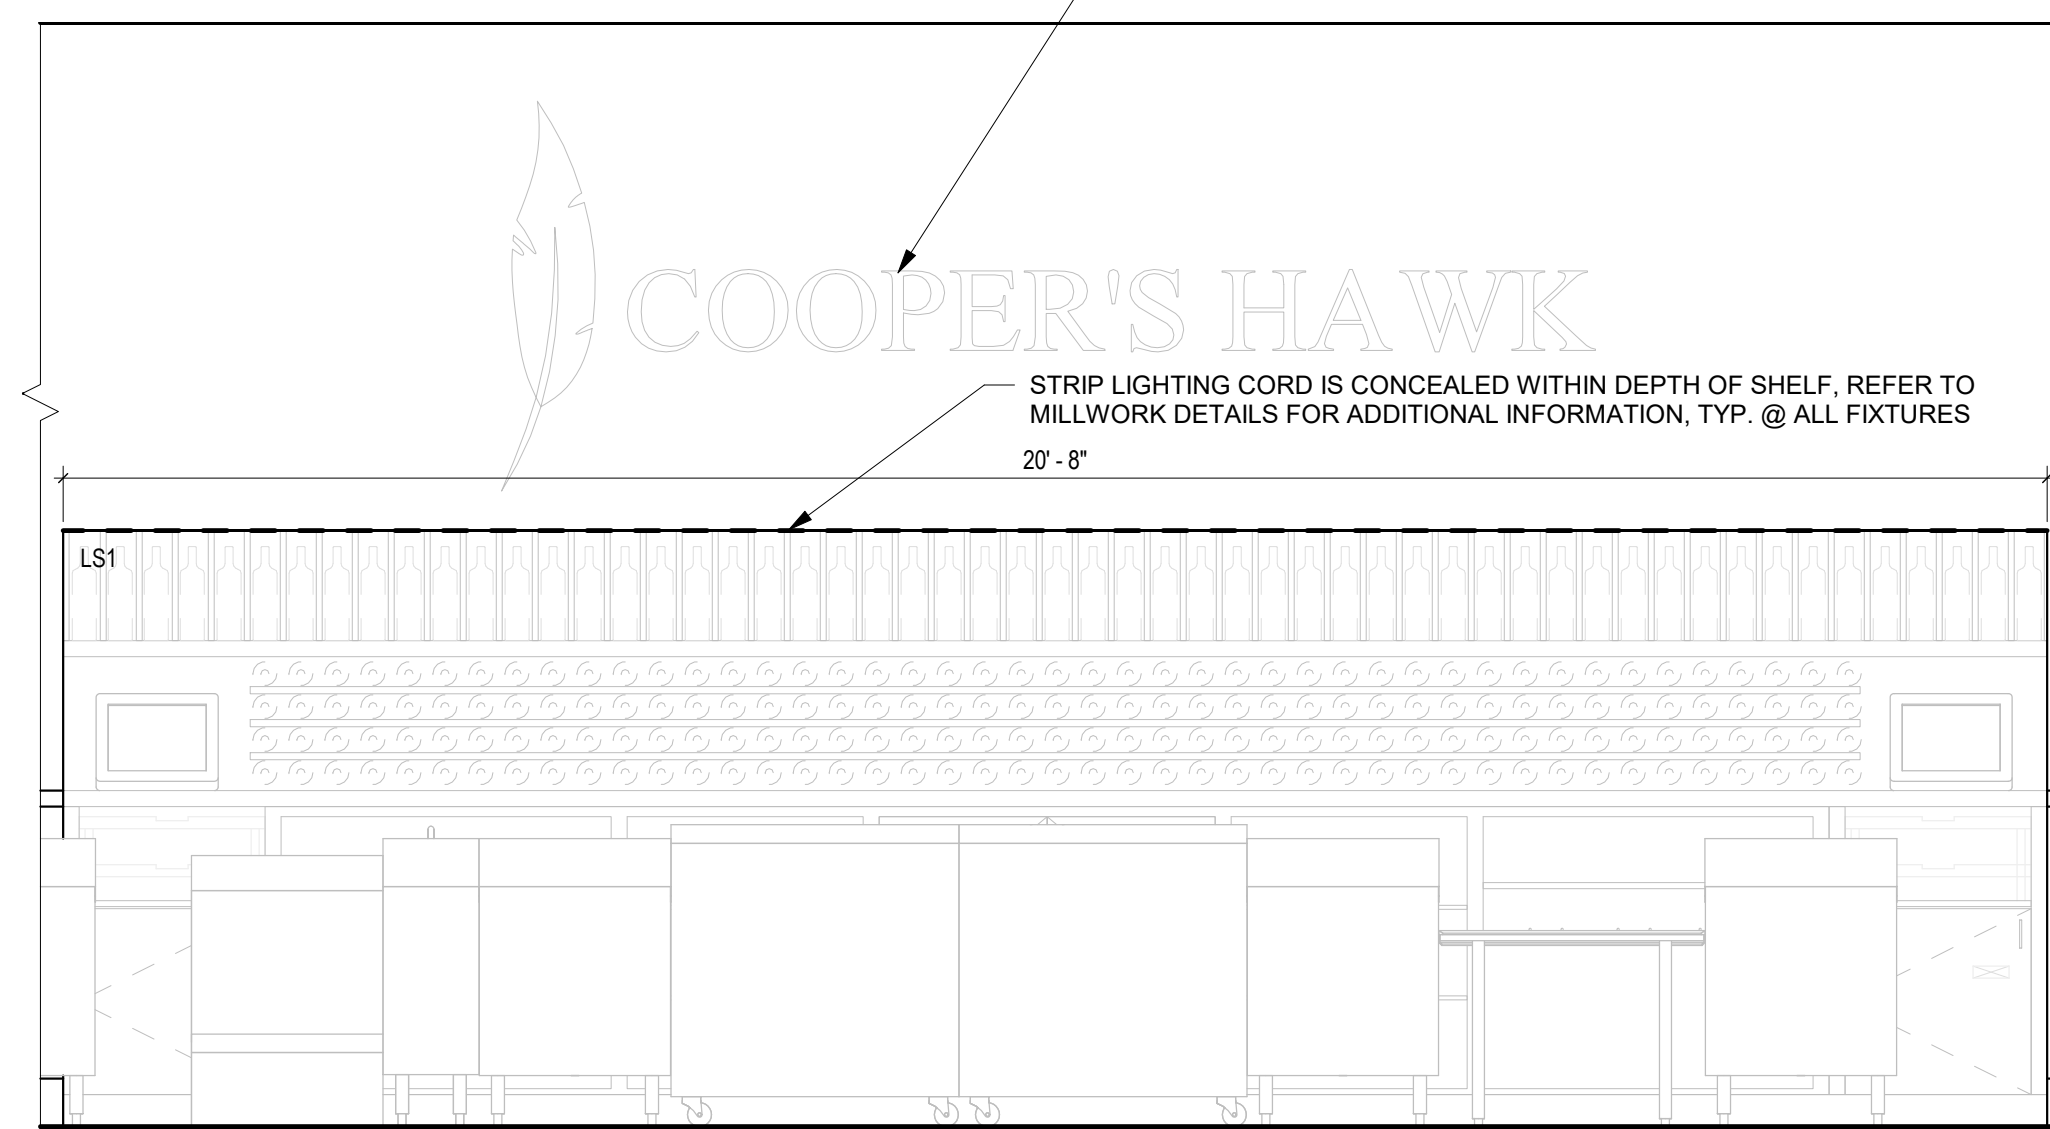 COOPER'S HAWK
STRIP LIGHTING CORD IS CONCEALED WITHIN DEPTH OF SHELF, REFER TO
MILLWORK DETAILS FOR ADDITIONAL INFORMATION, TYP. @ ALL FIXTURES
20' - 8"
LS1